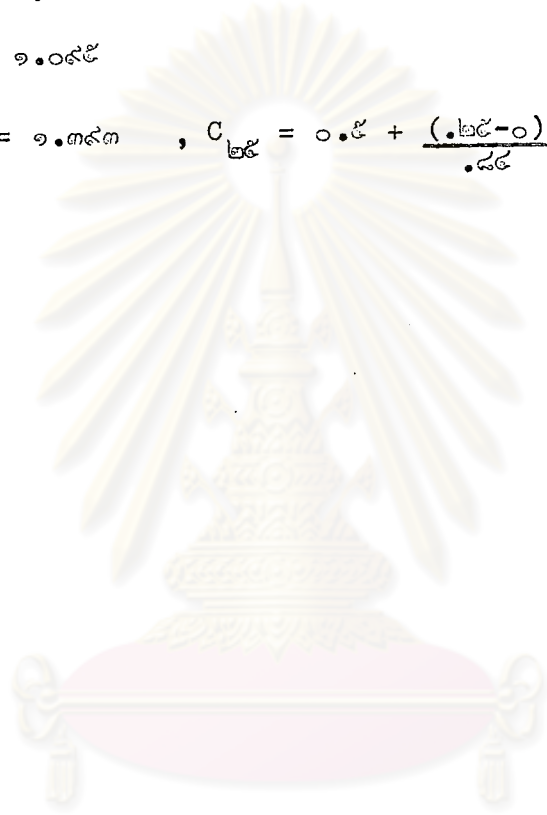 ๑.๐๙๕
= ๑.๓๙๓ , C๒๕ = ๐.๕ + (.๒๕-๐)
.๘๔